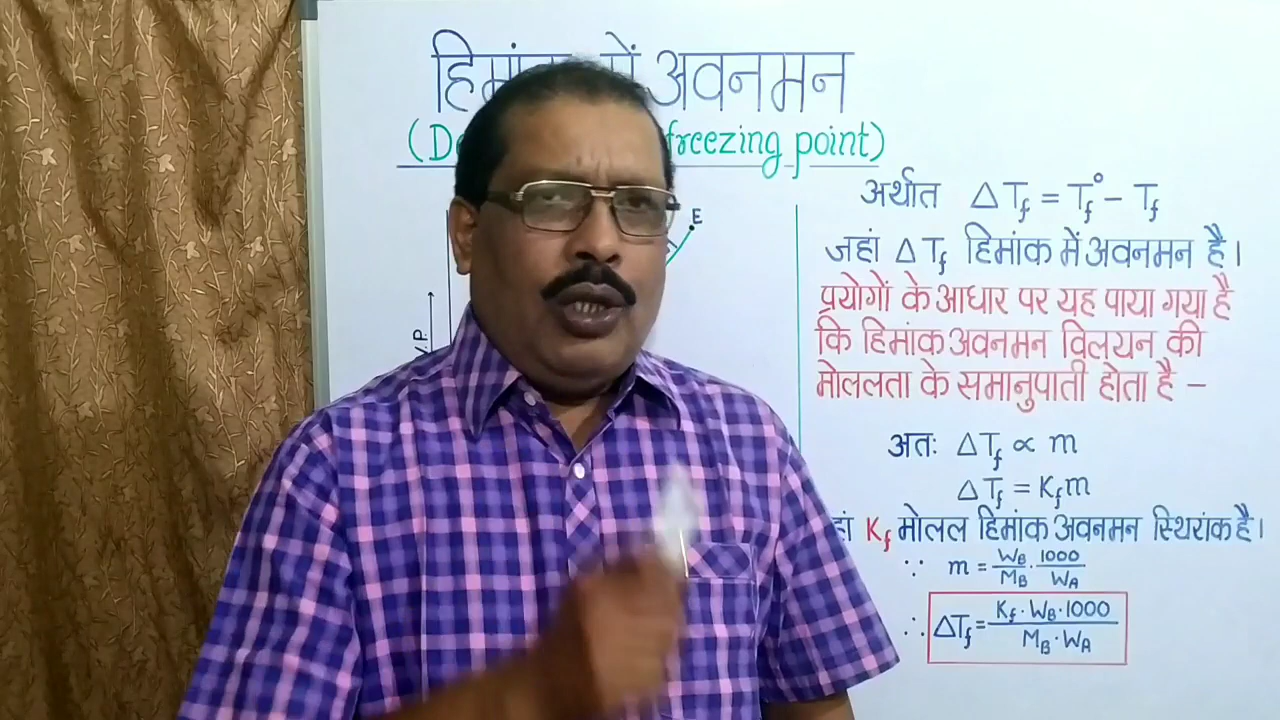 हिमांक में अवनमन
freezing point)
E
V.P.
अर्थात ΔT_f = T_f° − T_f
जहां ΔT_f हिमांक में अवनमन है।
प्रयोगों के आधार पर यह पाया गया है
कि हिमांक अवनमन विलयन की
मोललता के समानुपाती होता है –
अतः ΔT_f ∝ m
ΔT_f = K_f m
K_f मोलल हिमांक अवनमन स्थिरांक है।
∵ m = W_B/M_B · 1000/W_A
∴ ΔT_f = K_f · W_B · 1000 / M_B · W_A